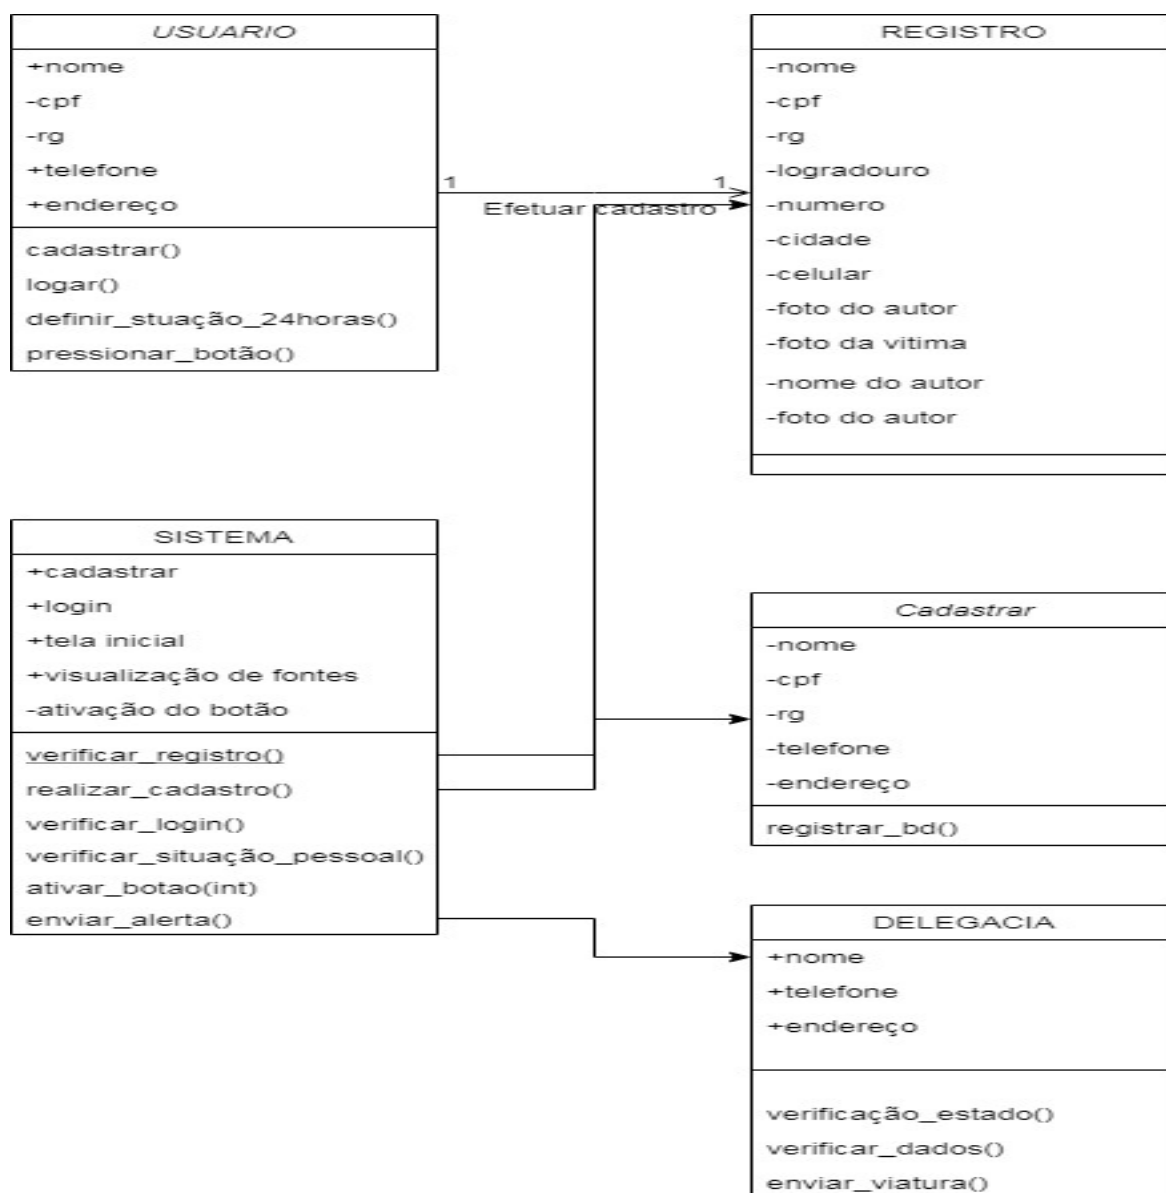 USUARIO
+nome
-cpf
-rg
+telefone
+endereço
cadastrar()
logar()
definir_stuação_24horas()
pressionar_botão()
1
1
Efetuar cadastro
REGISTRO
-nome
-cpf
-rg
-logradouro
-numero
-cidade
-celular
-foto do autor
-foto da vitima
-nome do autor
-foto do autor
SISTEMA
+cadastrar
+login
+tela inicial
+visualização de fontes
-ativação do botão
verificar_registro()
realizar_cadastro()
verificar_login()
verificar_situação_pessoal()
ativar_botao(int)
enviar_alerta()
Cadastrar
-nome
-cpf
-rg
-telefone
-endereço
registrar_bd()
DELEGACIA
+nome
+telefone
+endereço
verificação_estado()
verificar_dados()
enviar_viatura()